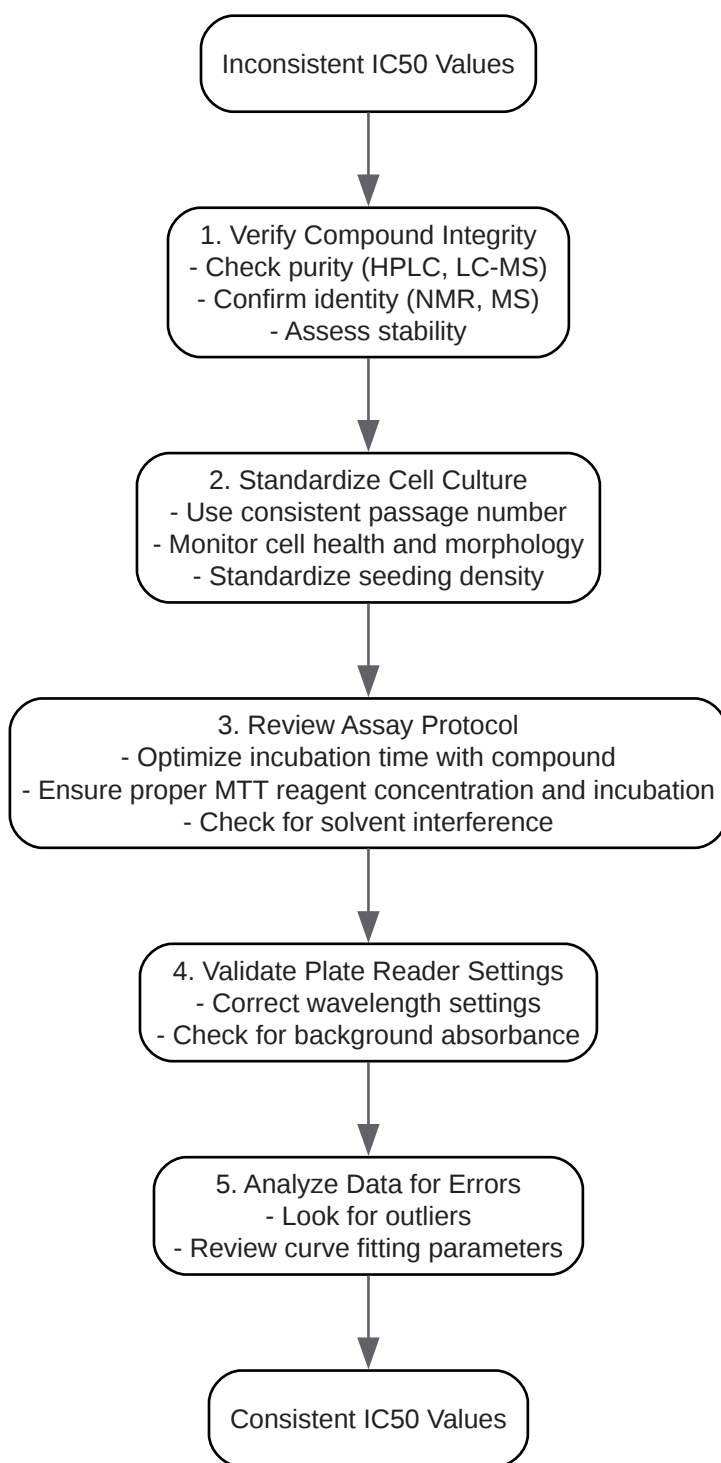 Inconsistent IC50 Values
1. Verify Compound Integrity
- Check purity (HPLC, LC-MS)
- Confirm identity (NMR, MS)
- Assess stability
2. Standardize Cell Culture
- Use consistent passage number
- Monitor cell health and morphology
- Standardize seeding density
3. Review Assay Protocol
- Optimize incubation time with compound
- Ensure proper MTT reagent concentration and incubation
- Check for solvent interference
4. Validate Plate Reader Settings
- Correct wavelength settings
- Check for background absorbance
5. Analyze Data for Errors
- Look for outliers
- Review curve fitting parameters
Consistent IC50 Values